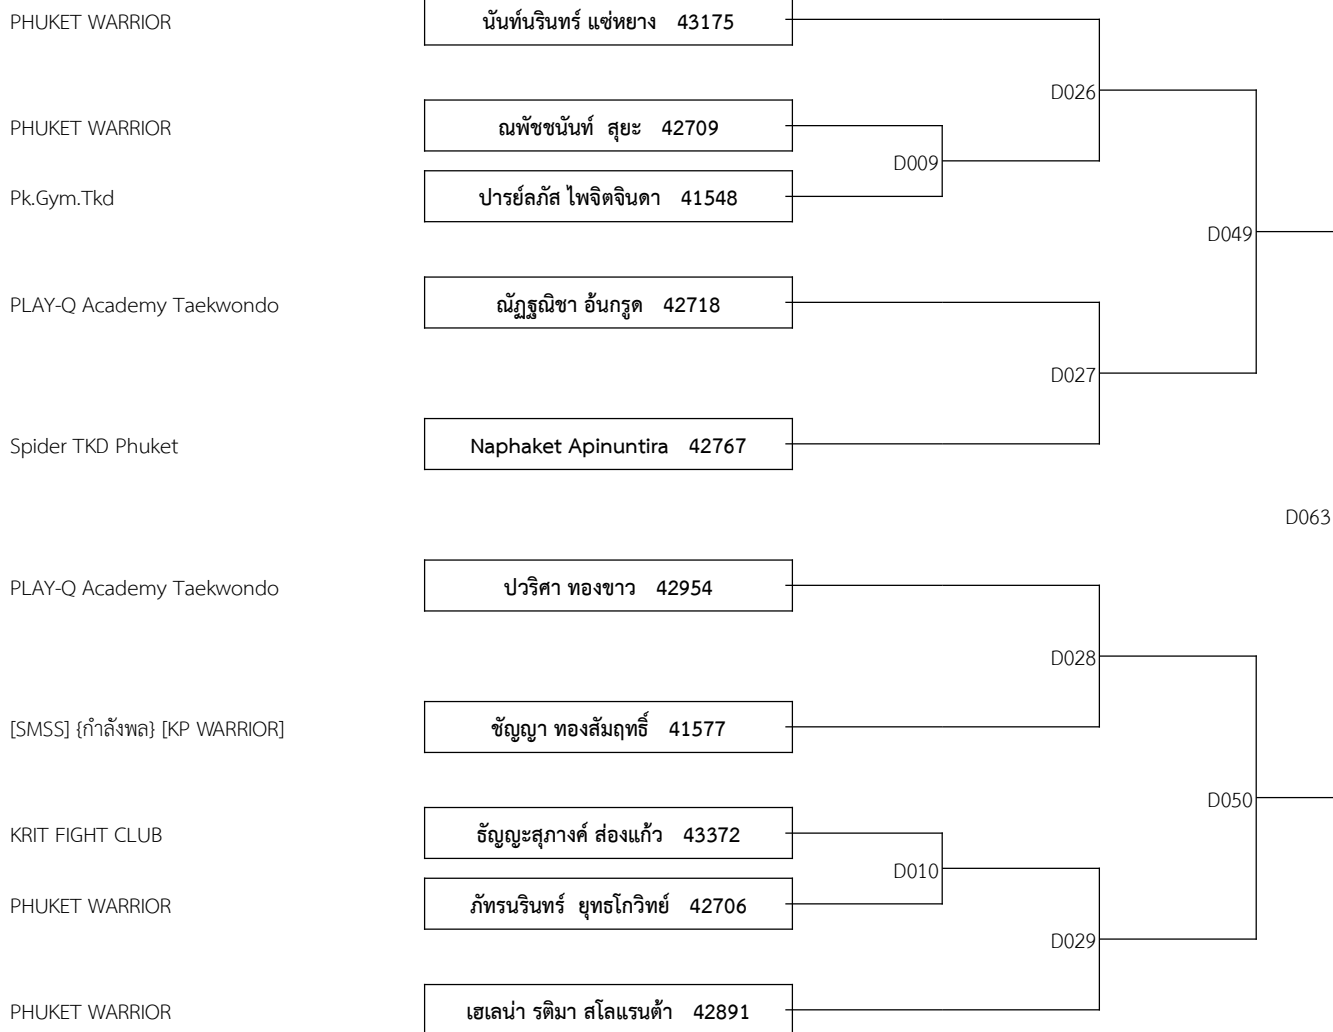 PHUKET WARRIOR นันท์นรินทร์ แซ่หยาง 43175
D026
PHUKET WARRIOR ณพัชชนันท์ สุยะ 42709
D009
Pk.Gym.Tkd ปารย์ลภัส ไพจิตจินดา 41548
D049
PLAY-Q Academy Taekwondo ณัฏฐณิชา อ้นกรูด 42718
D027
Spider TKD Phuket Naphaket Apinuntira 42767
D063
PLAY-Q Academy Taekwondo ปวริศา ทองขาว 42954
D028
[SMSS] {กำลังพล} [KP WARRIOR] ชัญญา ทองสัมฤทธิ์ 41577
D050
KRIT FIGHT CLUB ธัญญะสุภางค์ ส่องแก้ว 43372
D010
PHUKET WARRIOR ภัทรนรินทร์ ยุทธโกวิทย์ 42706
D029
PHUKET WARRIOR เฮเลน่า รติมา สโลแรนต้า 42891